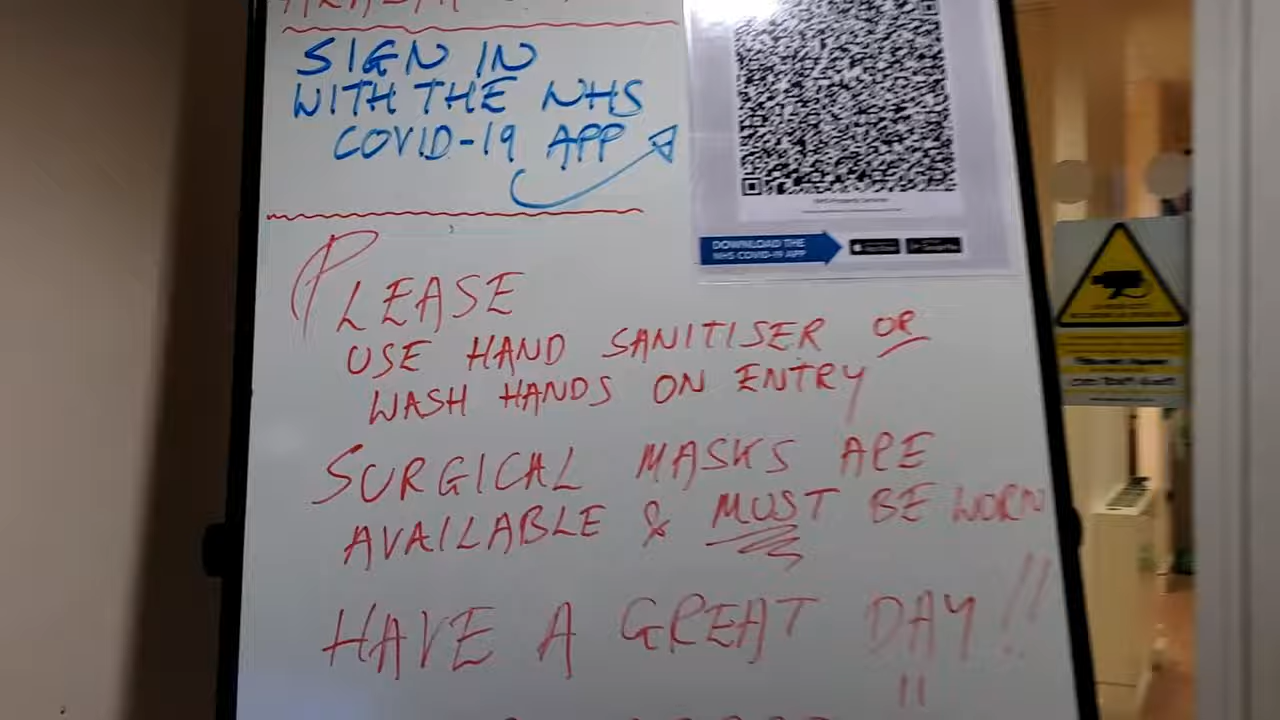 SIGN IN
WITH THE NHS
COVID-19 APP
DOWNLOAD THE
NHS COVID-19 APP
PLEASE
USE HAND SANITISER OR
WASH HANDS ON ENTRY
SURGICAL MASKS ARE
AVAILABLE & MUST BE WORN
HAVE A GREAT DAY!!